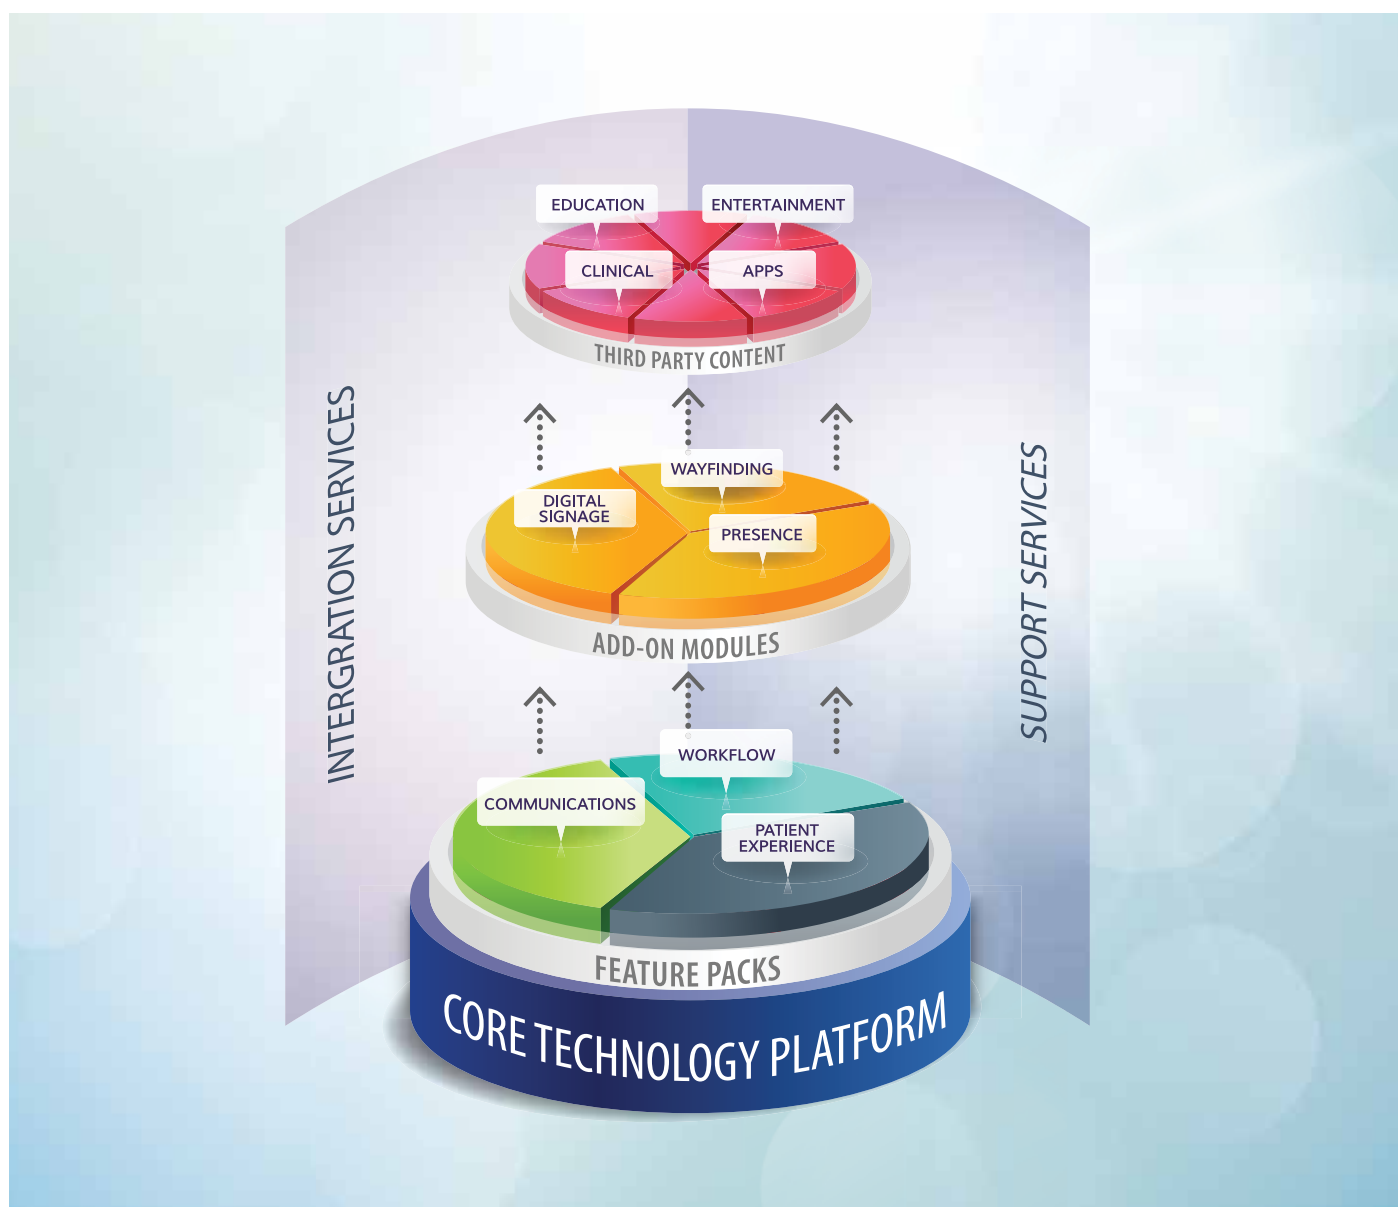 EDUCATION
ENTERTAINMENT
CLINICAL
APPS
THIRD PARTY CONTENT
INTERGRATION SERVICES
SUPPORT SERVICES
WAYFINDING
DIGITAL
SIGNAGE
PRESENCE
ADD-ON MODULES
WORKFLOW
COMMUNICATIONS
PATIENT
EXPERIENCE
FEATURE PACKS
CORE TECHNOLOGY PLATFORM